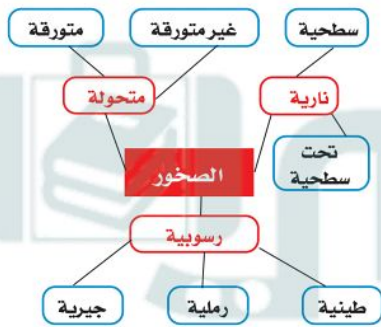 سطحية
غير متورقة
متورقة
نارية
متحولة
تحت
سطحية
الصخور
رسوبية
طينية
رملية
جيرية